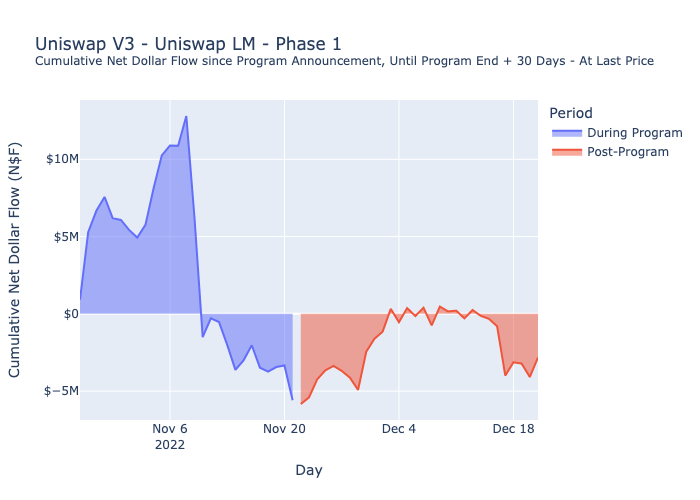 Uniswap V3 - Uniswap LM - Phase 1
Cumulative Net Dollar Flow since Program Announcement, Until Program End + 30 Days - At Last Price
Period
During Program
Post-Program
Cumulative Net Dollar Flow (N$F)
$10M
$5M
$0
$−5M
Nov 6
2022
Nov 20
Dec 4
Dec 18
Day